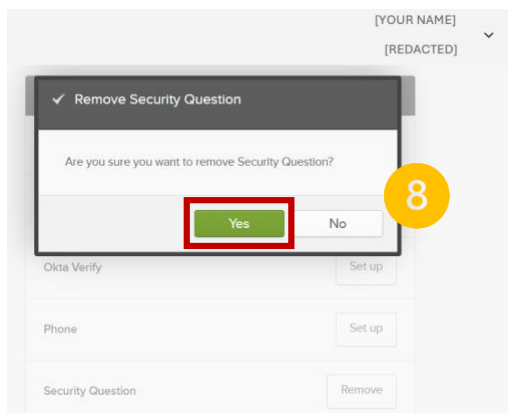 [YOUR NAME]
[REDACTED]
Remove Security Question
Are you sure you want to remove Security Question?
Yes
No
8
Okta Verify
Set up
Phone
Set up
Security Question
Remove